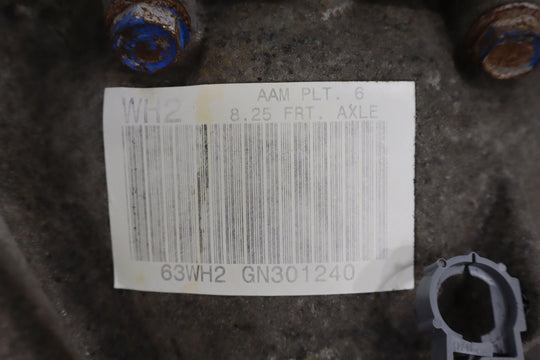 AAM PLT. 6
WH2 8.25 FRT. AXLE
63WH2 GN301240